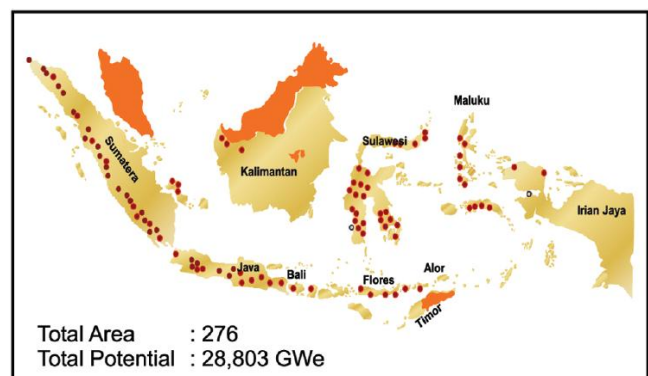 Maluku
Sulawesi
Sumatera
Kalimantan
Irian Jaya
Java
Bali
Flores
Alor
Timor
Total Area : 276
Total Potential : 28,803 GWe